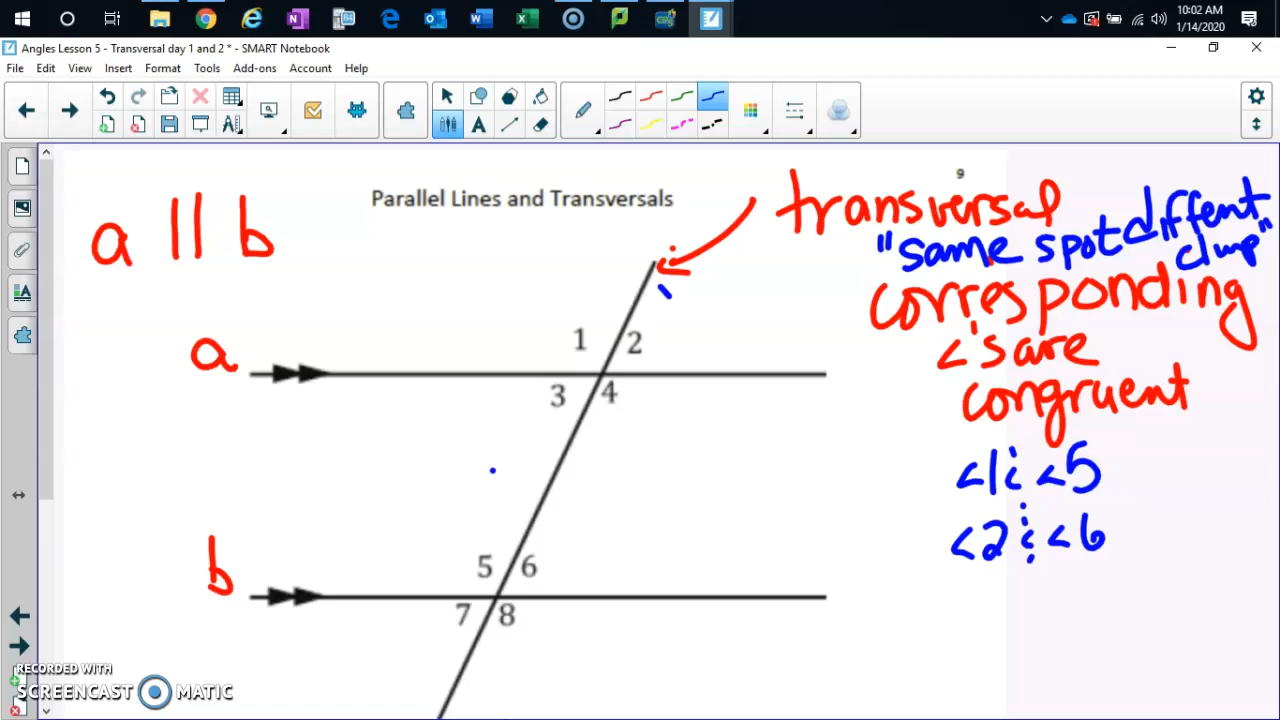 10:02 AM
1/14/2020
Angles Lesson 5 - Transversal day 1 and 2 * - SMART Notebook
File Edit View Insert Format Tools Add-ons Account Help
9
Parallel Lines and Transversals
a || b
transversal
"same spot diffent
clump"
corresponding
<'s are
congruent
1 2
a
3 4
<1 & <5
<2 & <6
5 6
b
7 8
RECORDED WITH
SCREENCAST MATIC